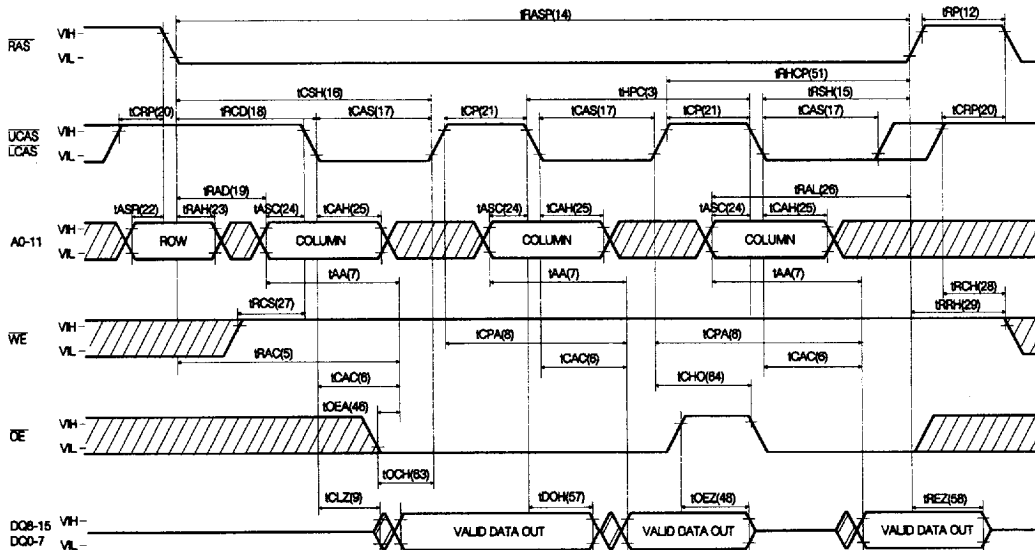 tRASP(14)
tRP(12)
RAS
VIH
VIL
tRHCP(51)
tCSH(16)
tHPC(3)
tRSH(15)
tCRP(20)
tRCD(18)
tCAS(17)
tCP(21)
tCAS(17)
tCP(21)
tCAS(17)
tCRP(20)
UCAS
LCAS
VIH
VIL
tRAD(19)
tRAL(26)
tASR(22)
tRAH(23)
tASC(24)
tCAH(25)
tASC(24)
tCAH(25)
tASC(24)
tCAH(25)
A0-11
VIH
VIL
ROW
COLUMN
COLUMN
COLUMN
tAA(7)
tAA(7)
tAA(7)
tRCS(27)
tRCH(28)
tRRH(29)
WE
VIH
VIL
tCPA(8)
tCPA(8)
tRAC(5)
tCAC(6)
tCAC(6)
tCAC(6)
tCHO(64)
tOEA(46)
OE
VIH
VIL
tOCH(63)
tCLZ(9)
tDOH(57)
tOEZ(48)
tREZ(58)
DQ8-15
DQ0-7
VIH
VIL
VALID DATA OUT
VALID DATA OUT
VALID DATA OUT